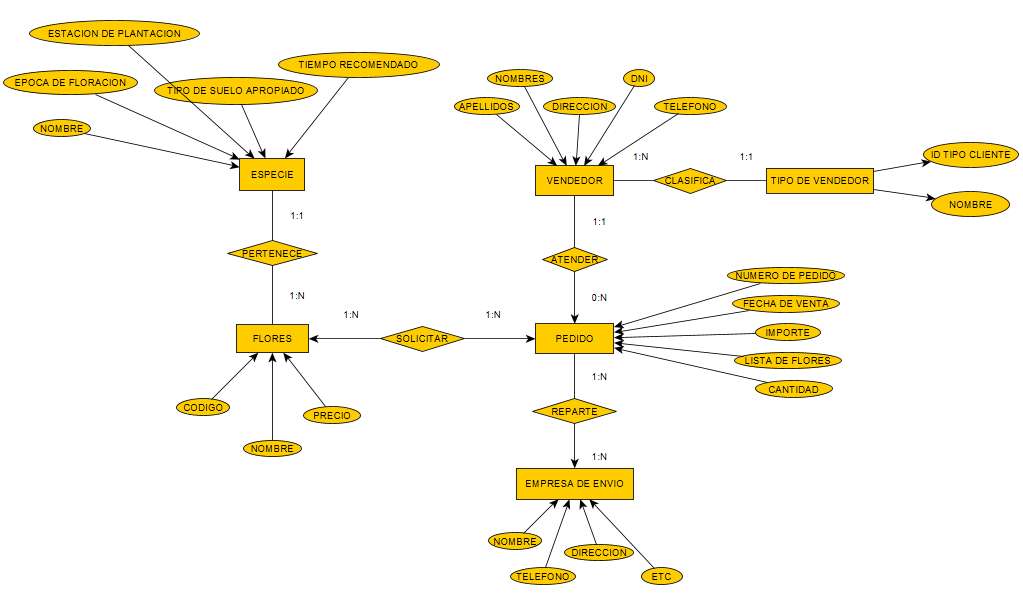 ESTACION DE PLANTACION
TIEMPO RECOMENDADO
EPOCA DE FLORACION
TIPO DE SUELO APROPIADO
NOMBRE
ESPECIE
1:1
PERTENECE
1:N
FLORES
CODIGO
NOMBRE
PRECIO
1:N
SOLICITAR
1:N
NOMBRES
DNI
APELLIDOS
DIRECCION
TELEFONO
VENDEDOR
1:N
CLASIFICA
1:1
TIPO DE VENDEDOR
ID TIPO CLIENTE
NOMBRE
1:1
ATENDER
0:N
PEDIDO
NUMERO DE PEDIDO
FECHA DE VENTA
IMPORTE
LISTA DE FLORES
CANTIDAD
1:N
REPARTE
1:N
EMPRESA DE ENVIO
NOMBRE
DIRECCION
TELEFONO
ETC